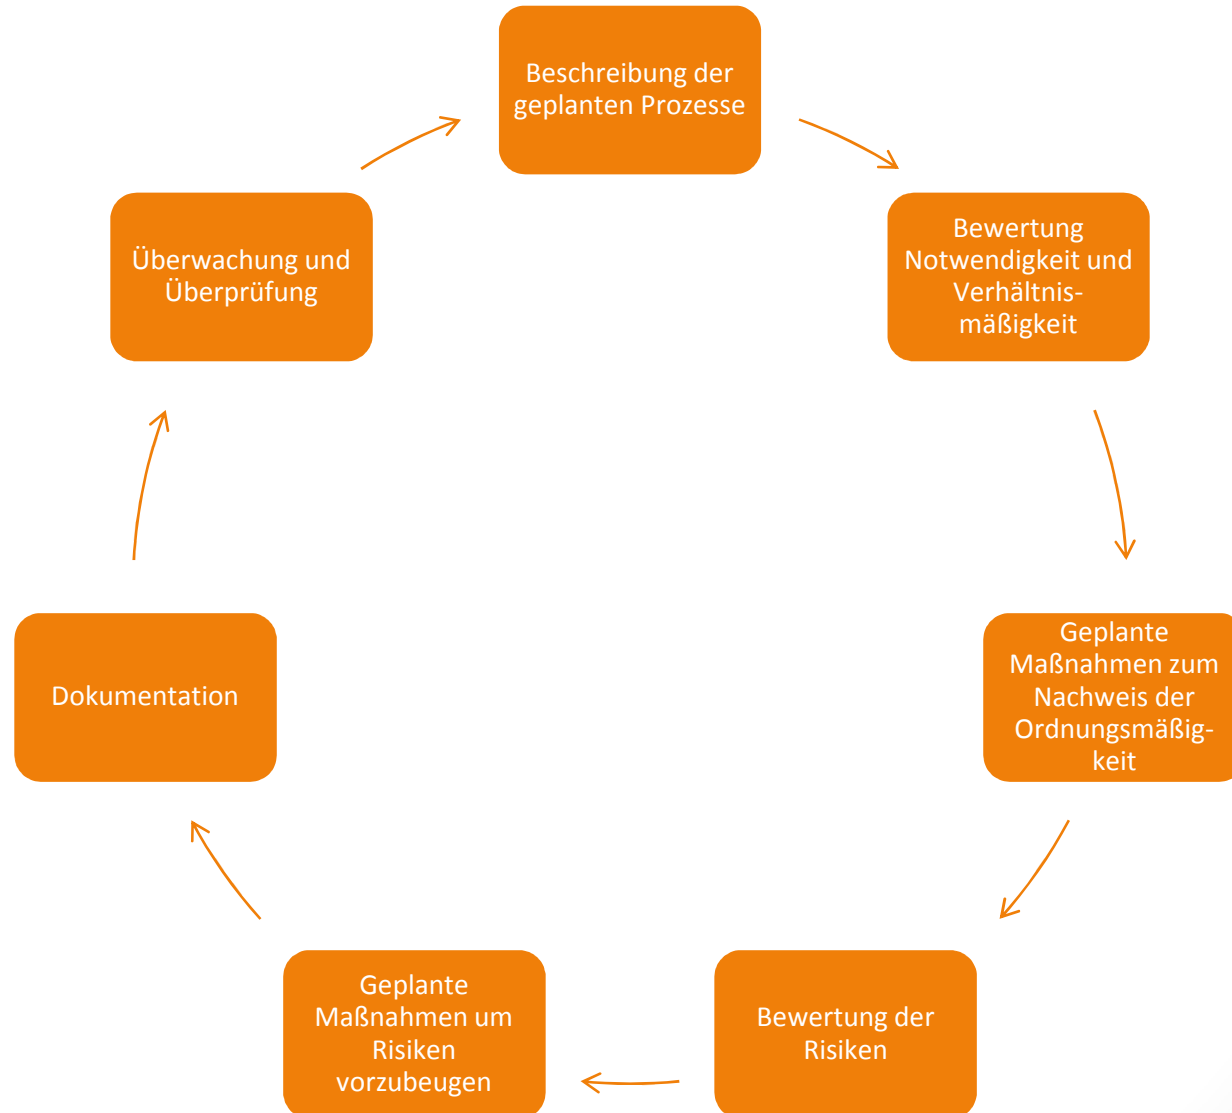 Beschreibung der
geplanten Prozesse
Bewertung
Notwendigkeit und
Verhältnis-
mäßigkeit
Geplante
Maßnahmen zum
Nachweis der
Ordnungsmäßig-
keit
Bewertung der
Risiken
Geplante
Maßnahmen um
Risiken
vorzubeugen
Dokumentation
Überwachung und
Überprüfung